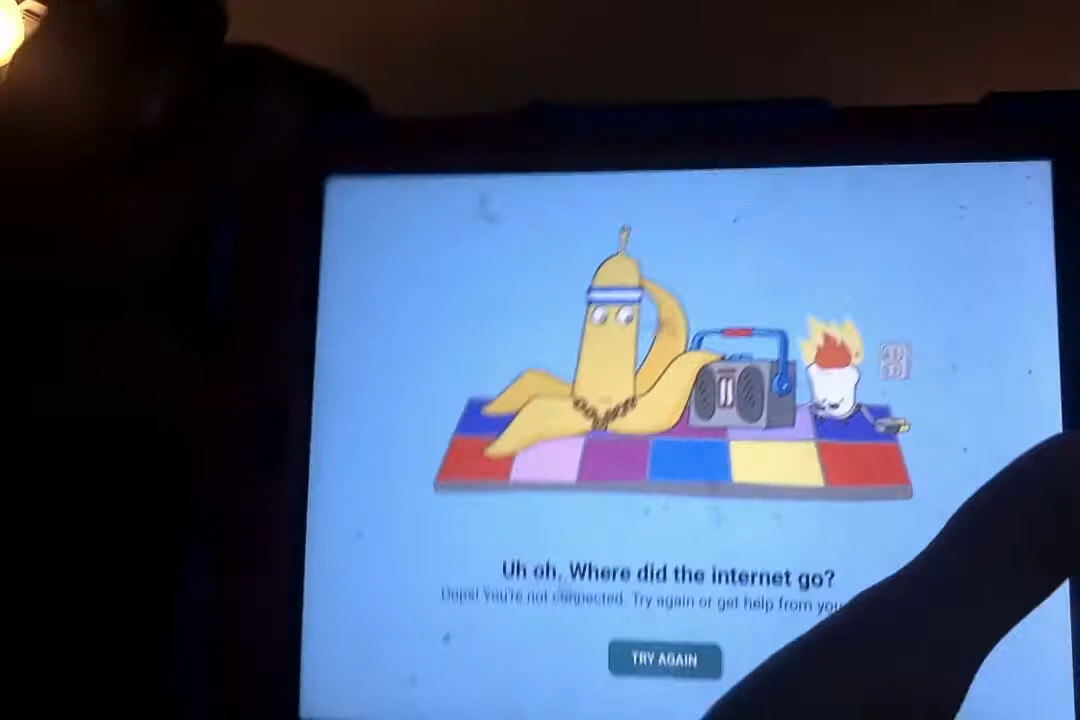 Uh oh, Where did the internet go?
Oops! You're not connected. Try again or get help from
TRY AGAIN